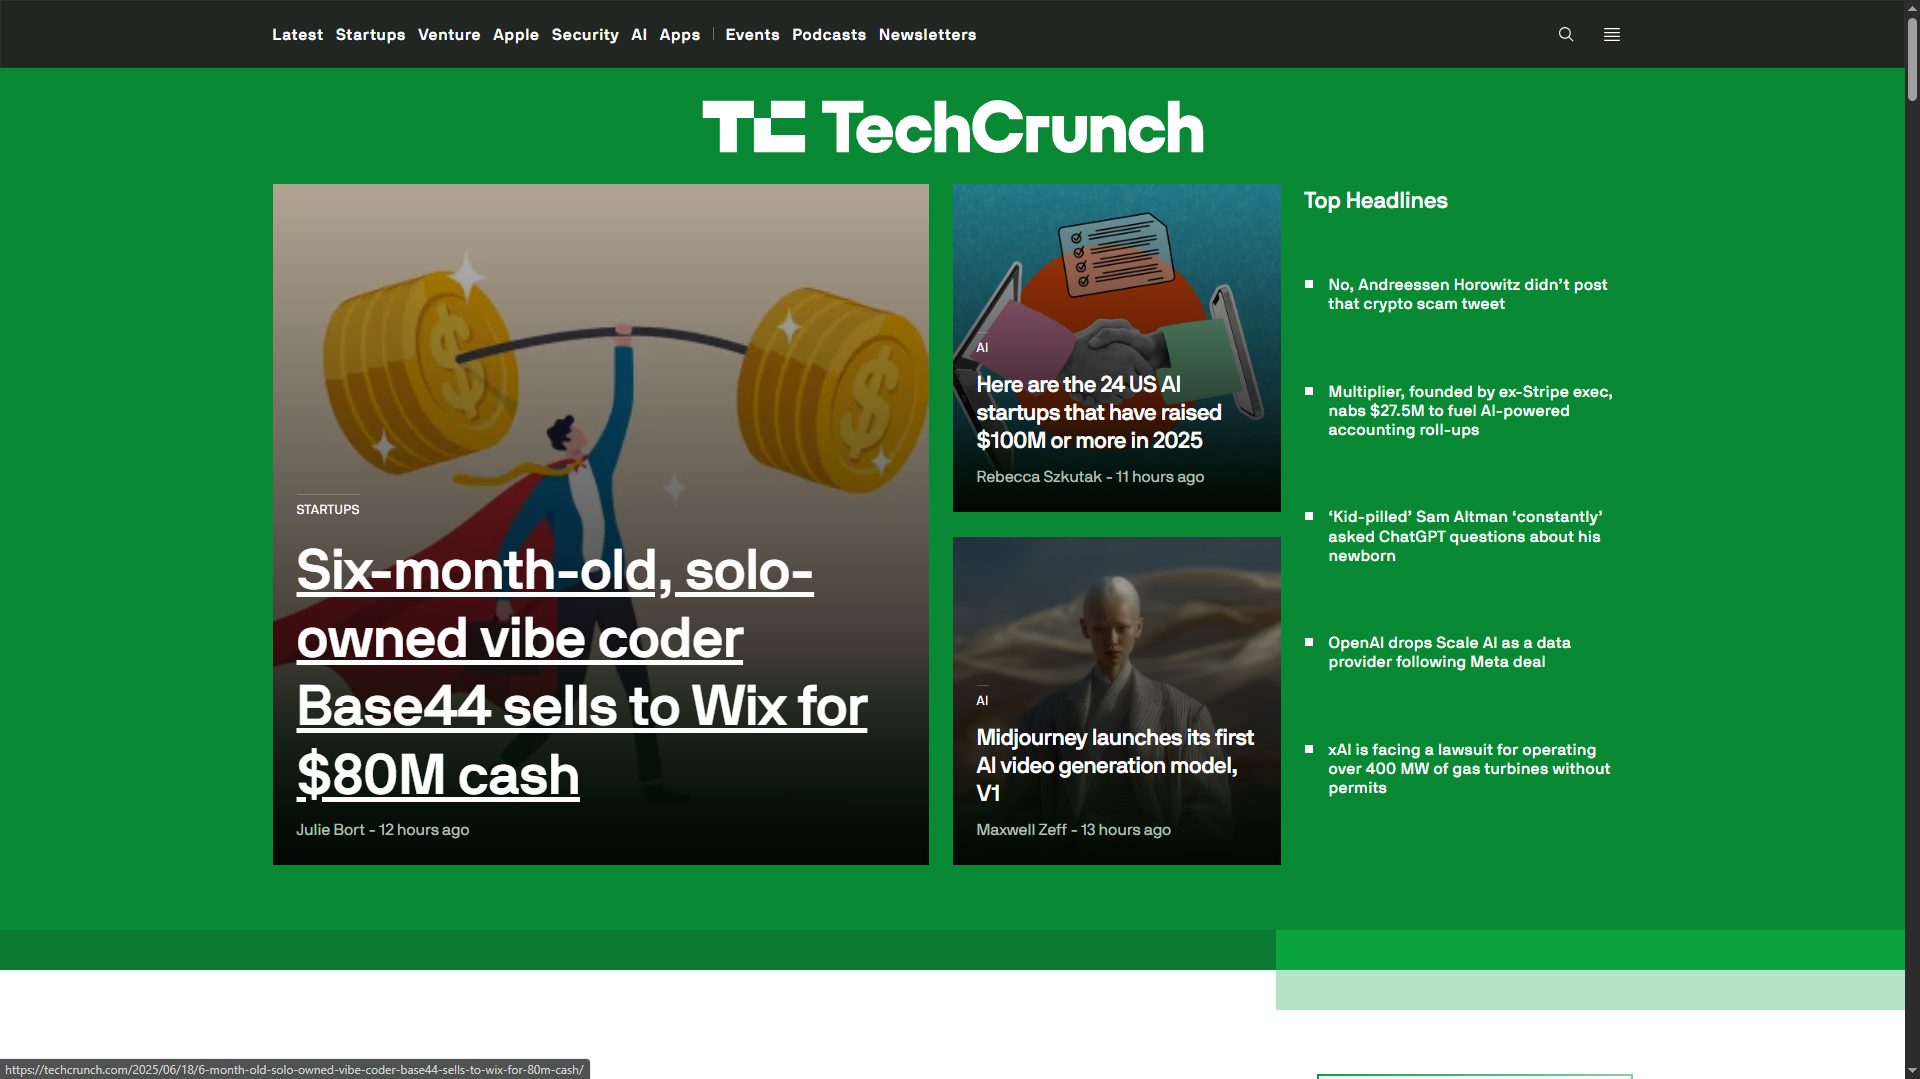 Latest Startups Venture Apple Security AI Apps Events Podcasts Newsletters
TechCrunch
STARTUPS
Six-month-old, solo-
owned vibe coder
Base44 sells to Wix for
$80M cash
Julie Bort - 12 hours ago
AI
Here are the 24 US AI
startups that have raised
$100M or more in 2025
Rebecca Szkutak - 11 hours ago
AI
Midjourney launches its first
AI video generation model,
V1
Maxwell Zeff - 13 hours ago
Top Headlines
No, Andreessen Horowitz didn’t post
that crypto scam tweet
Multiplier, founded by ex-Stripe exec,
nabs $27.5M to fuel AI-powered
accounting roll-ups
‘Kid-pilled’ Sam Altman ‘constantly’
asked ChatGPT questions about his
newborn
OpenAI drops Scale AI as a data
provider following Meta deal
xAI is facing a lawsuit for operating
over 400 MW of gas turbines without
permits
https://techcrunch.com/2025/06/18/6-month-old-solo-owned-vibe-coder-base44-sells-to-wix-for-80m-cash/